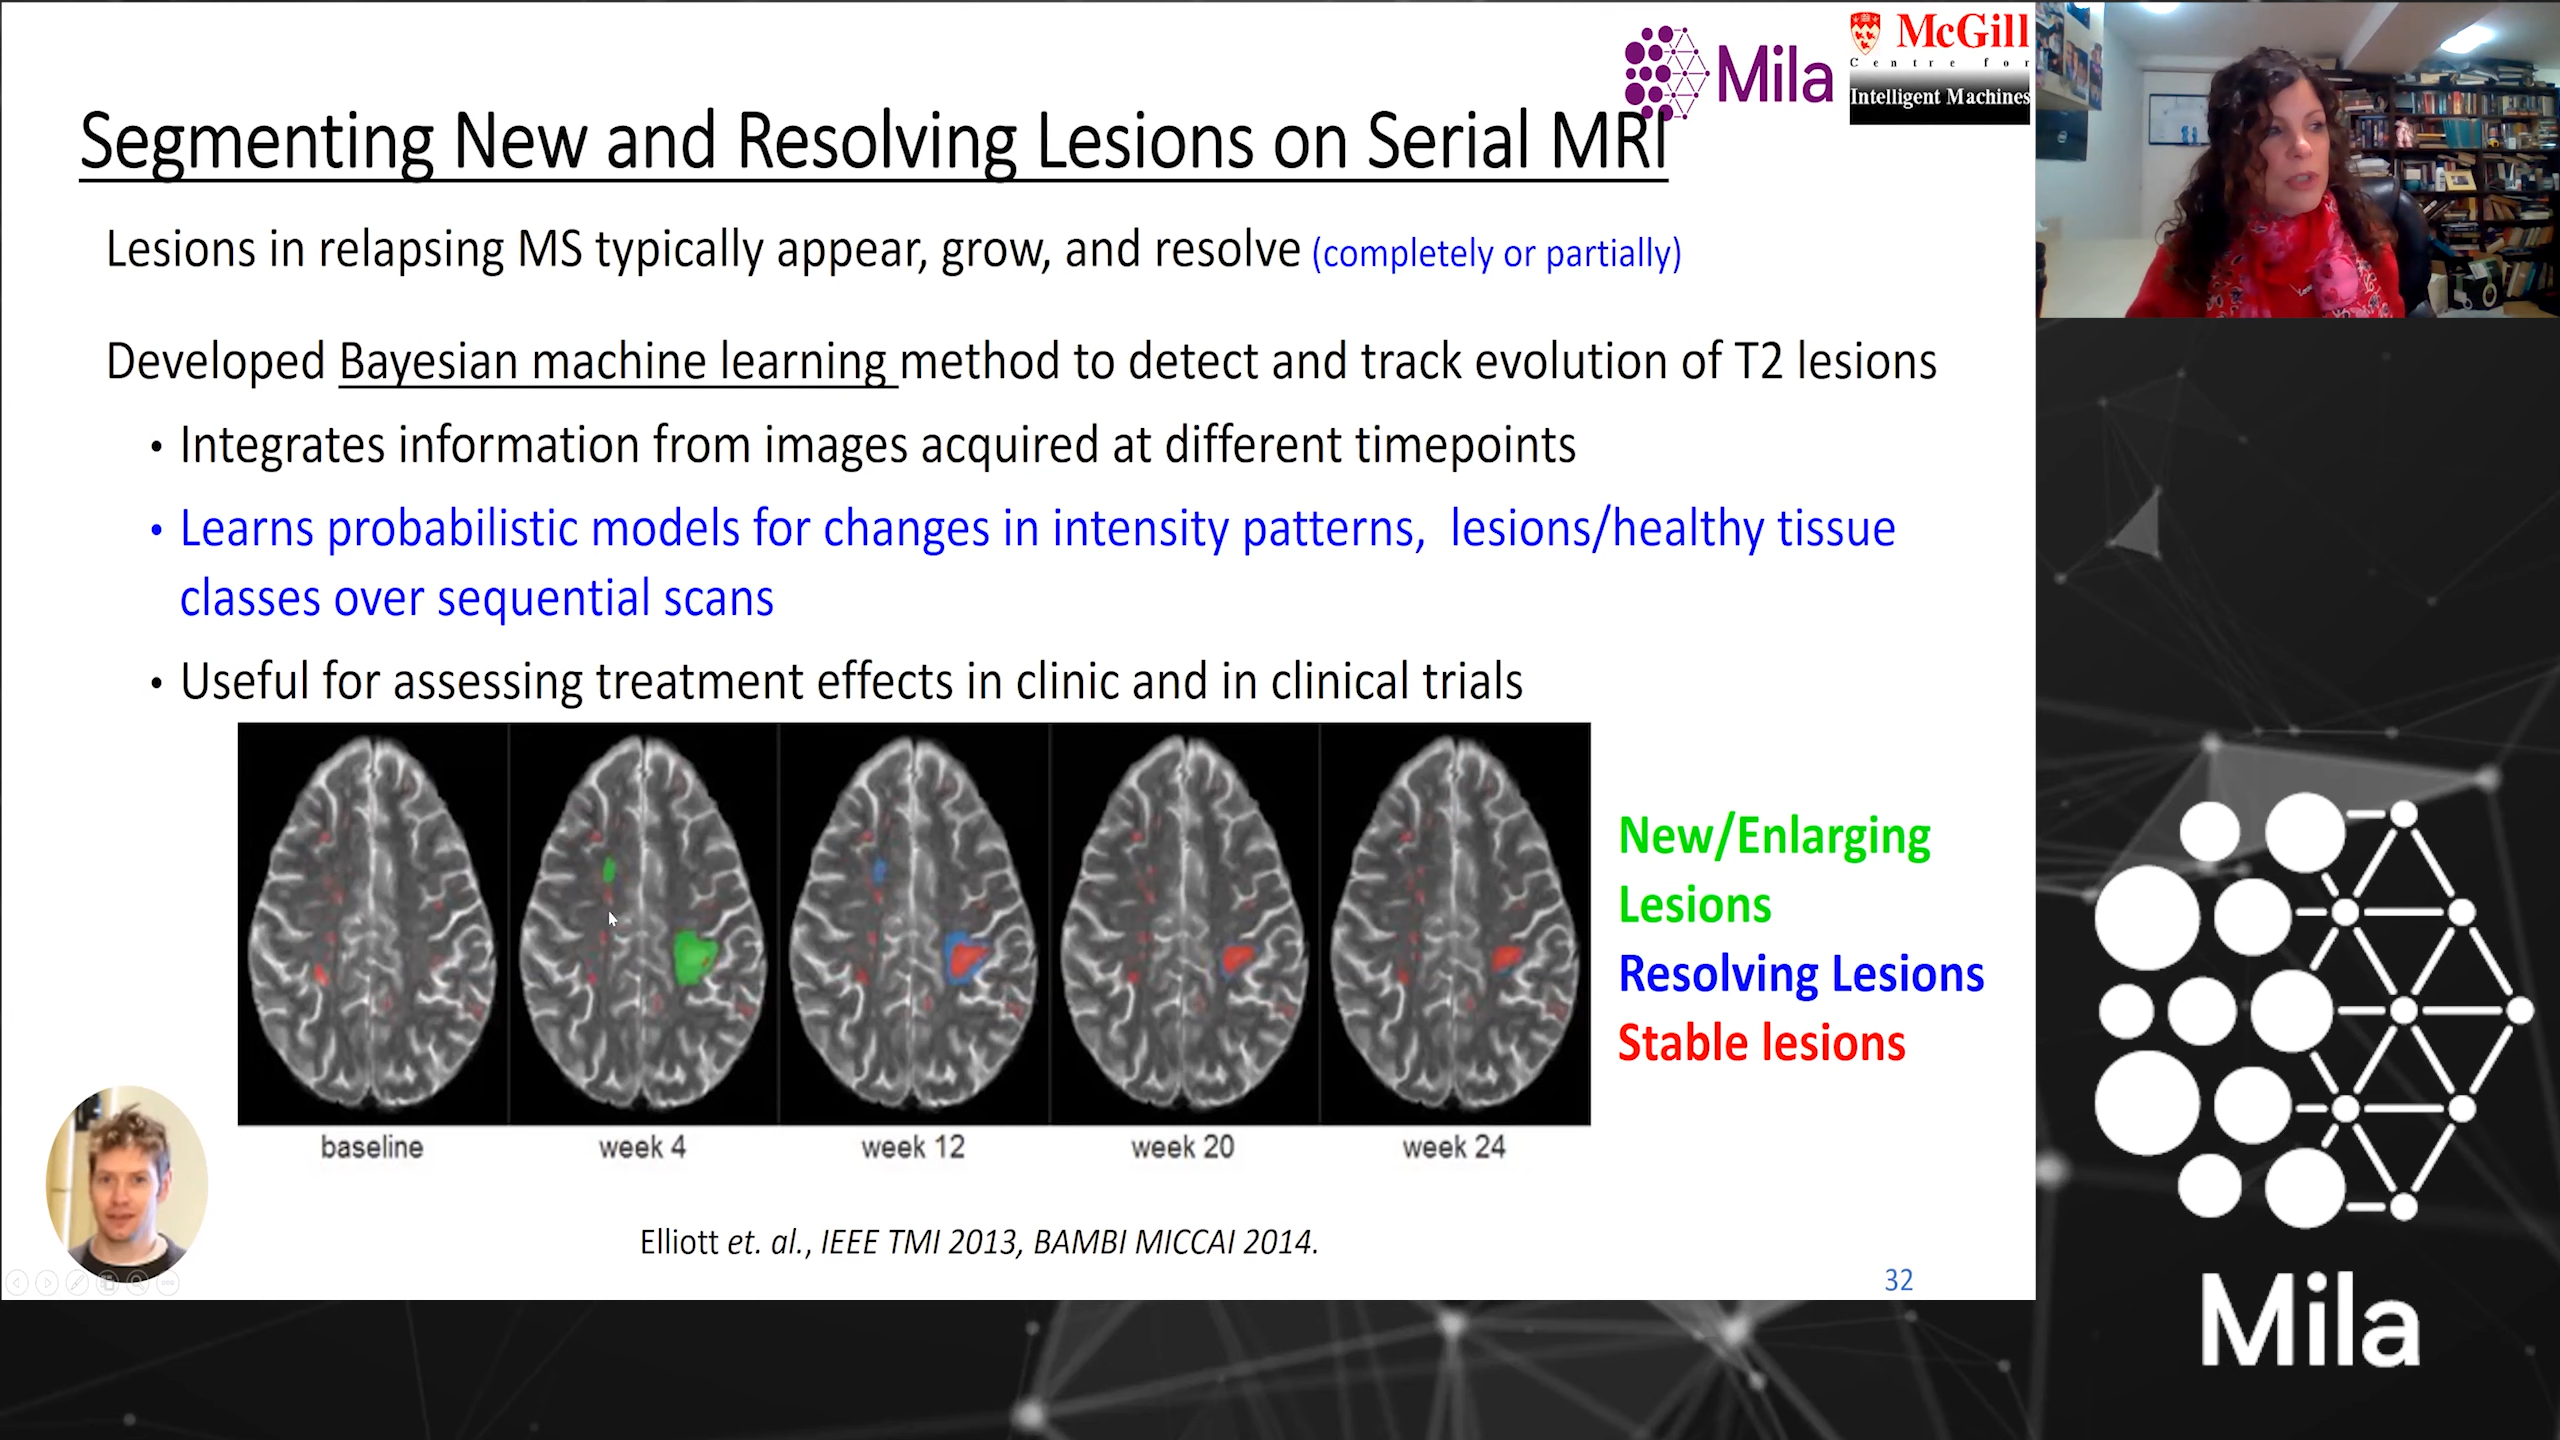 Mila
McGill
Centre for
Intelligent Machines
Segmenting New and Resolving Lesions on Serial MRI
Lesions in relapsing MS typically appear, grow, and resolve (completely or partially)
Developed Bayesian machine learning method to detect and track evolution of T2 lesions
• Integrates information from images acquired at different timepoints
• Learns probabilistic models for changes in intensity patterns, lesions/healthy tissue
classes over sequential scans
• Useful for assessing treatment effects in clinic and in clinical trials
New/Enlarging
Lesions
Resolving Lesions
Stable lesions
baseline
week 4
week 12
week 20
week 24
Elliott et. al., IEEE TMI 2013, BAMBI MICCAI 2014.
32
Mila